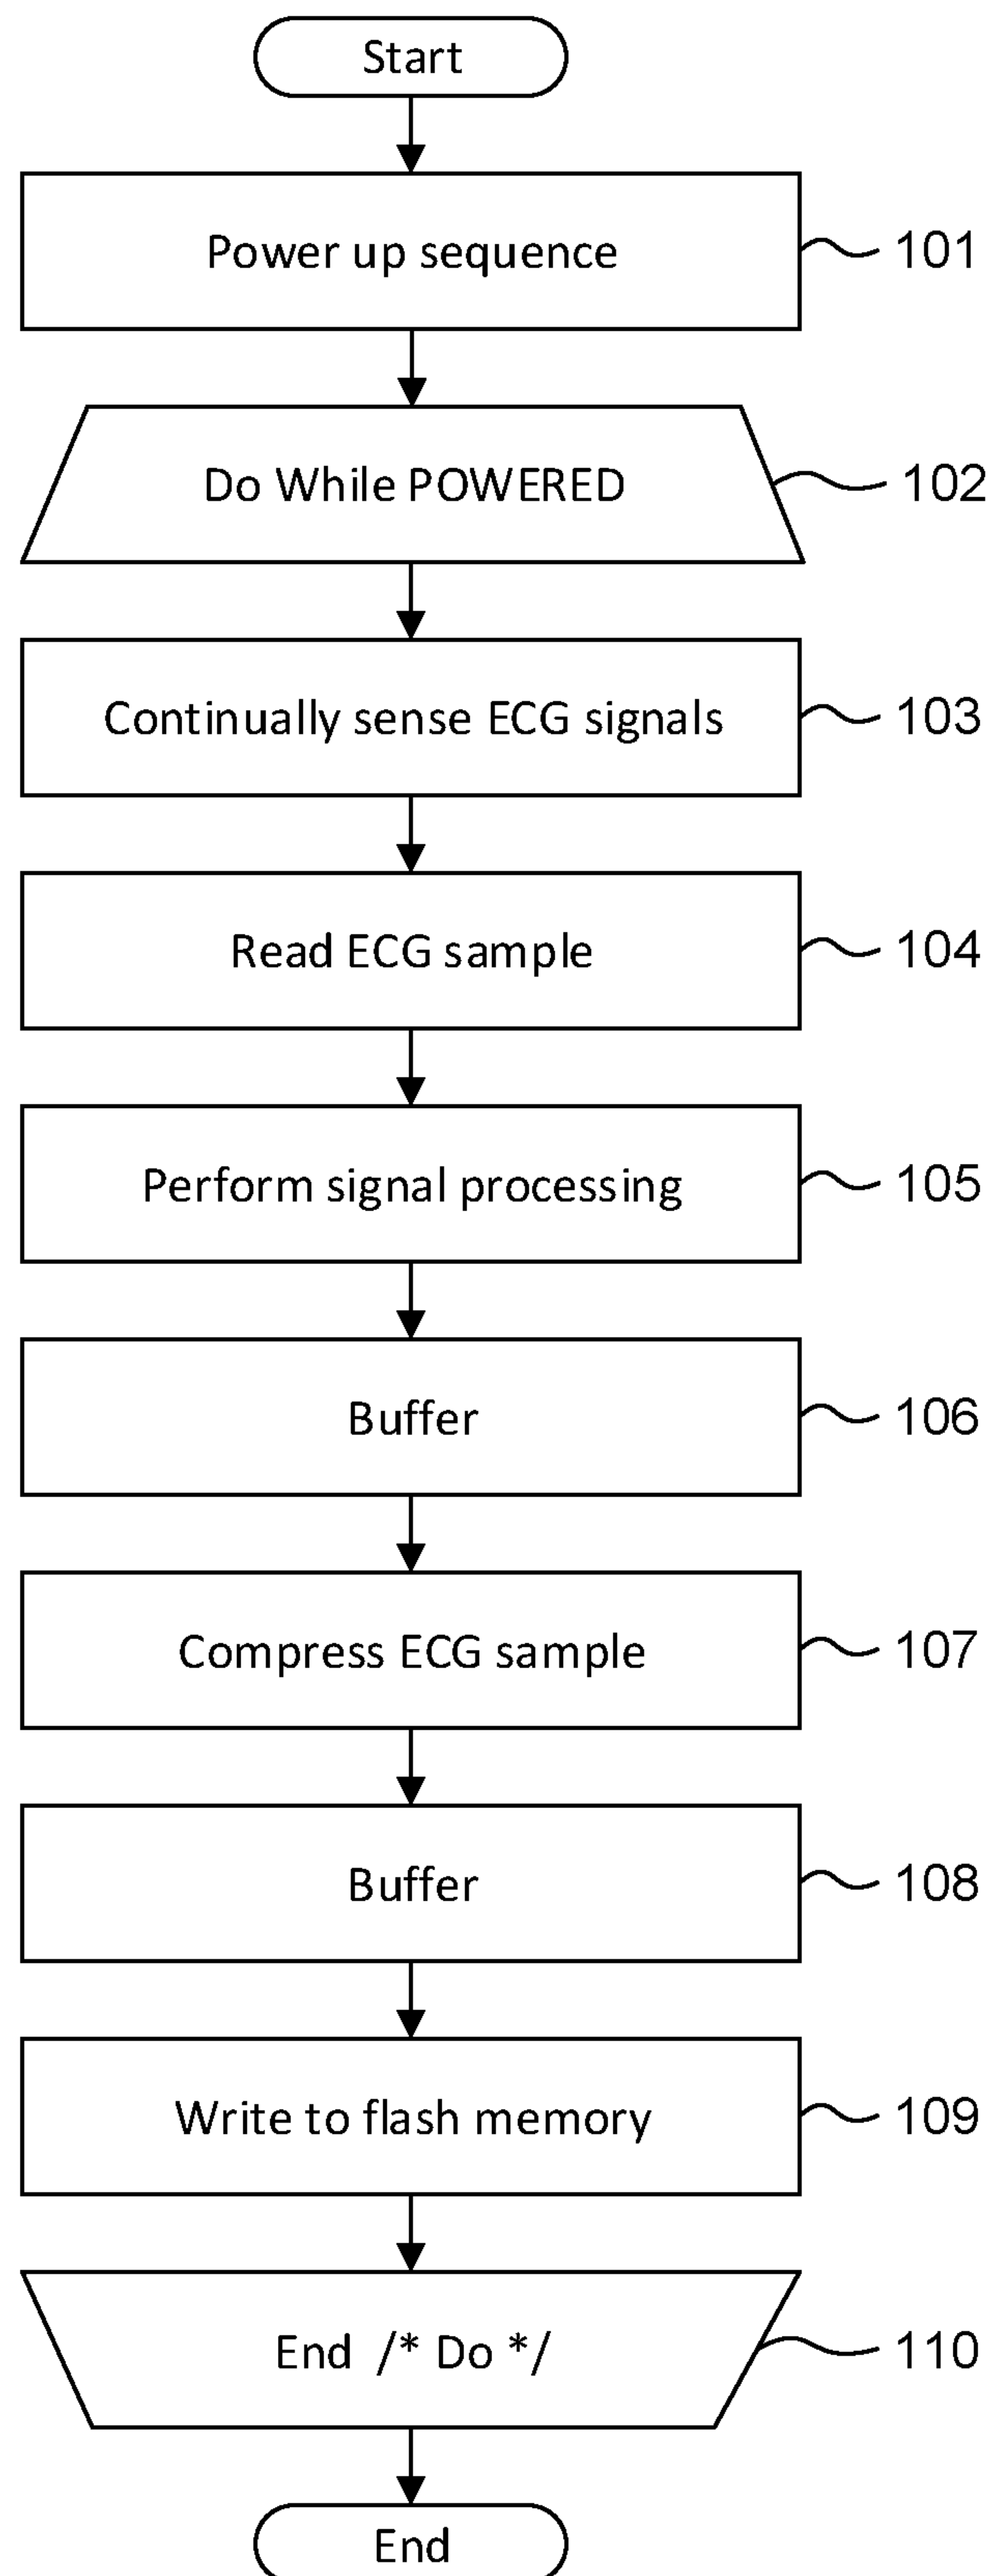 Start
Power up sequence 101
Do While POWERED 102
Continually sense ECG signals 103
Read ECG sample 104
Perform signal processing 105
Buffer 106
Compress ECG sample 107
Buffer 108
Write to flash memory 109
End /* Do */ 110
End